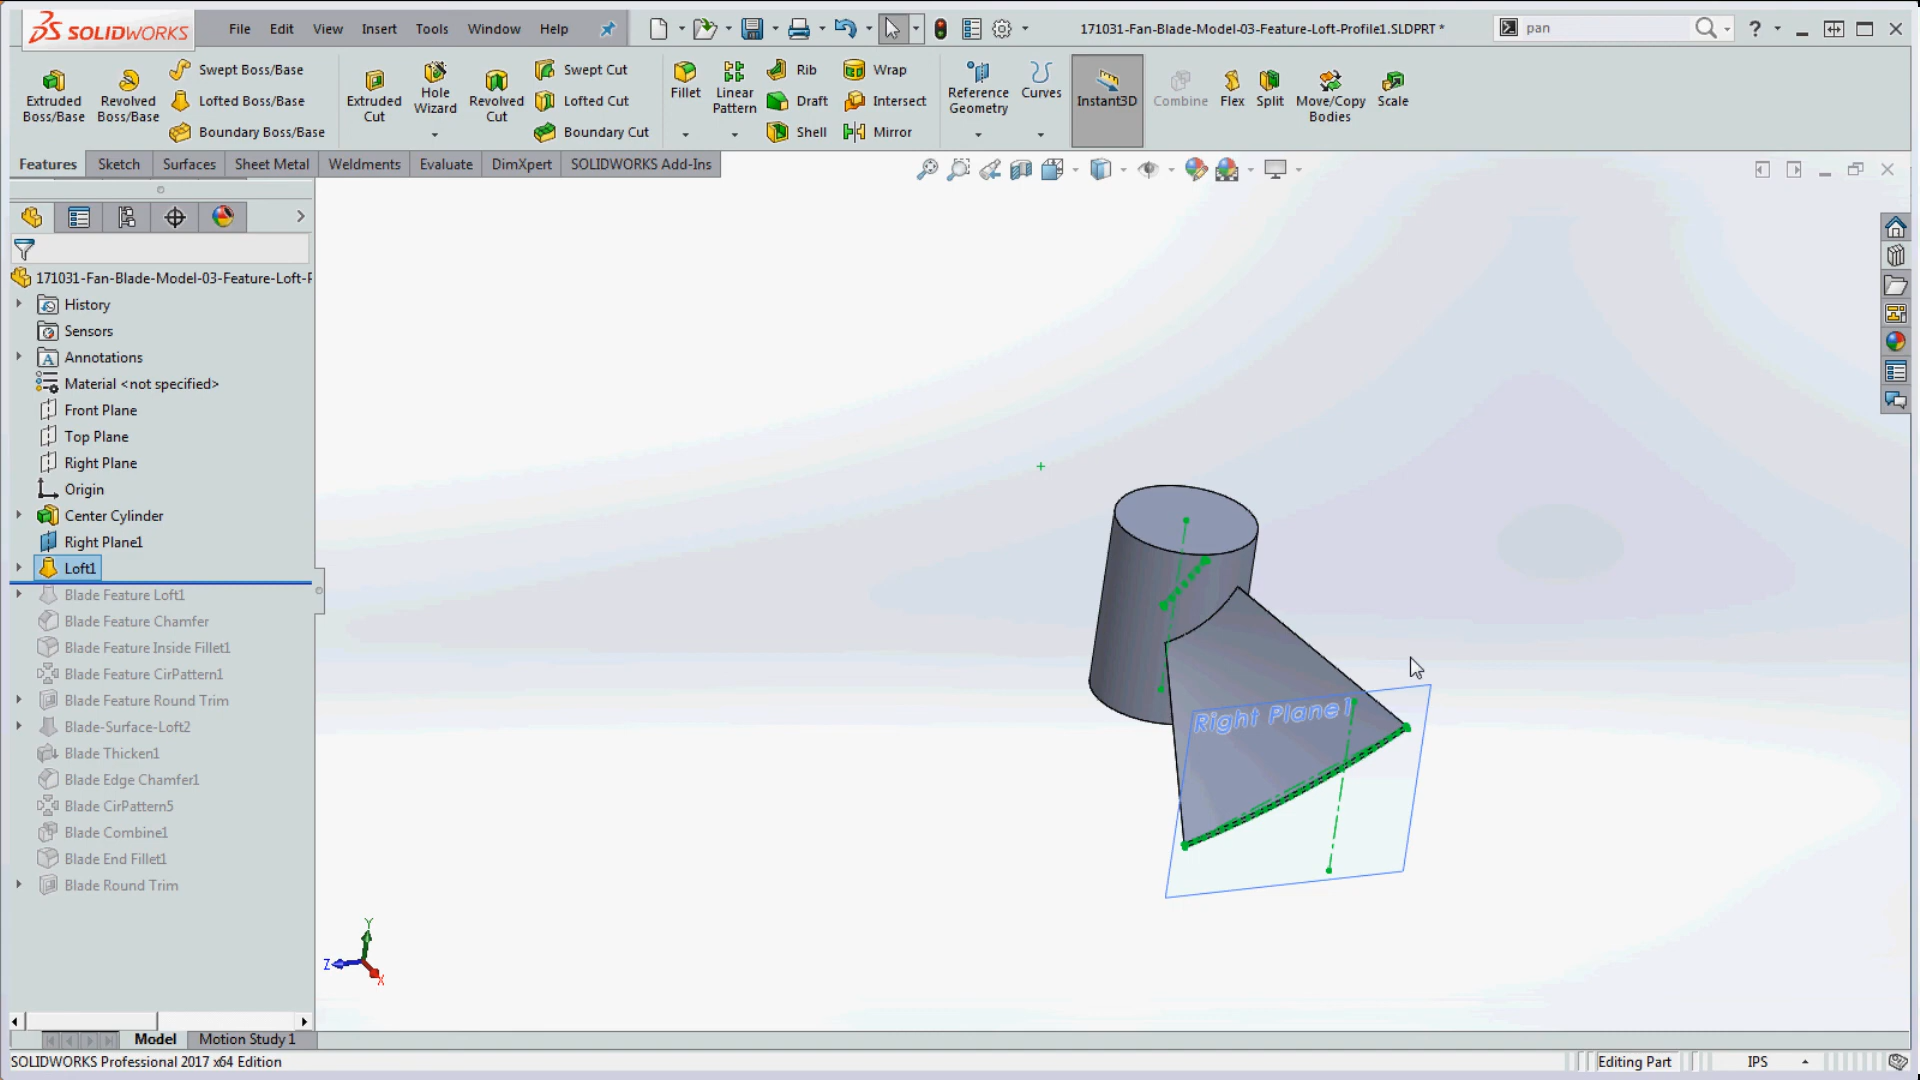 SOLIDWORKS
File Edit View Insert Tools Window Help
171031-Fan-Blade-Model-03-Feature-Loft-Profile1.SLDPRT *
pan
?
Extruded Boss/Base
Revolved Boss/Base
Swept Boss/Base
Lofted Boss/Base
Boundary Boss/Base
Extruded Cut
Hole Wizard
Revolved Cut
Swept Cut
Lofted Cut
Boundary Cut
Fillet
Linear Pattern
Rib
Draft
Shell
Wrap
Intersect
Mirror
Reference Geometry
Curves
Instant3D
Combine
Flex
Split
Move/Copy Bodies
Scale
Features Sketch Surfaces Sheet Metal Weldments Evaluate DimXpert SOLIDWORKS Add-Ins
171031-Fan-Blade-Model-03-Feature-Loft-P
History
Sensors
A Annotations
Material <not specified>
Front Plane
Top Plane
Right Plane
Origin
Center Cylinder
Right Plane1
Loft1
Blade Feature Loft1
Blade Feature Chamfer
Blade Feature Inside Fillet1
Blade Feature CirPattern1
Blade Feature Round Trim
Blade-Surface-Loft2
Blade Thicken1
Blade Edge Chamfer1
Blade CirPattern5
Blade Combine1
Blade End Fillet1
Blade Round Trim
Right Plane1
Y
Z
X
Model Motion Study 1
SOLIDWORKS Professional 2017 x64 Edition
Editing Part
IPS